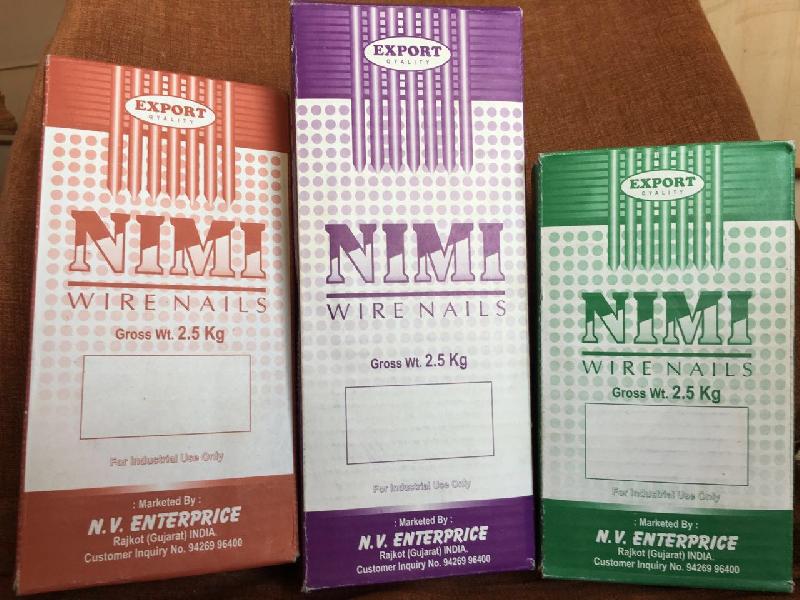 EXPORT
QYALITY
NIMI
WIRE NAILS
Gross Wt. 2.5 Kg
For Industrial Use Only
: Marketed By :
N.V. ENTERPRICE
Rajkot (Gujarat) INDIA.
Customer Inquiry No. 94269 96400
EXPORT
QYALITY
NIMI
WIRE NAILS
Gross Wt. 2.5 Kg
For Industrial Use Only
: Marketed By :
N.V. ENTERPRICE
Rajkot (Gujarat) INDIA.
Customer Inquiry No. 94269 96400
EXPORT
QYALITY
NIMI
WIRE NAILS
Gross Wt. 2.5 Kg
For Industrial Use Only
: Marketed By :
N.V. ENTERPRICE
Rajkot (Gujarat) INDIA.
Customer Inquiry No. 94269 96400